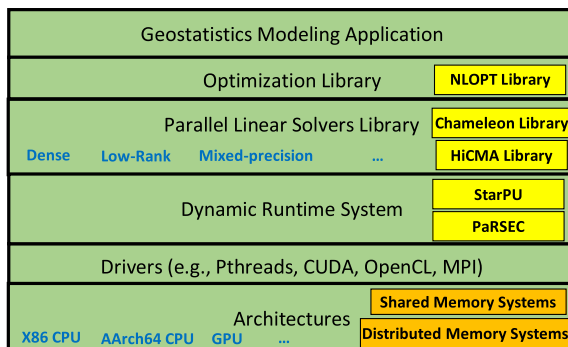 Geostatistics Modeling Application
Optimization Library
NLOPT Library
Parallel Linear Solvers Library
Chameleon Library
Dense Low-Rank Mixed-precision ...
HiCMA Library
Dynamic Runtime System
StarPU
PaRSEC
Drivers (e.g., Pthreads, CUDA, OpenCL, MPI)
Architectures
Shared Memory Systems
X86 CPU AArch64 CPU GPU ...
Distributed Memory Systems